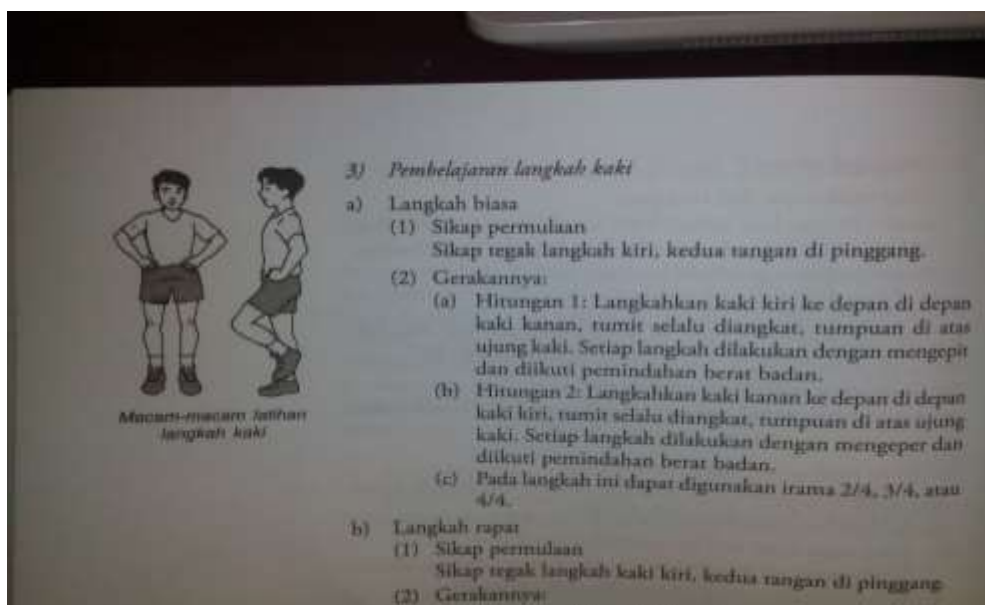 3) Pembelajaran langkah kaki
a) Langkah biasa
(1) Sikap permulaan
Sikap tegak langkah kiri, kedua tangan di pinggang.
(2) Gerakannya:
(a) Hitungan 1: Langkahkan kaki kiri ke depan di depan
kaki kanan, tumit selalu diangkat, tumpuan di atas
ujung kaki. Setiap langkah dilakukan dengan mengepit
dan diikuti pemindahan berat badan.
(b) Hitungan 2: Langkahkan kaki kanan ke depan di depan
kaki kiri, tumit selalu diangkat, tumpuan di atas ujung
kaki. Setiap langkah dilakukan dengan mengeper dan
diikuti pemindahan berat badan.
(c) Pada langkah ini dapat digunakan irama 2/4, 3/4, atau
4/4.
b) Langkah rapat
(1) Sikap permulaan
Sikap tegak langkah kaki kiri, kedua tangan di pinggang
(2) Gerakannya:
Macam-macam latihan
langkah kaki